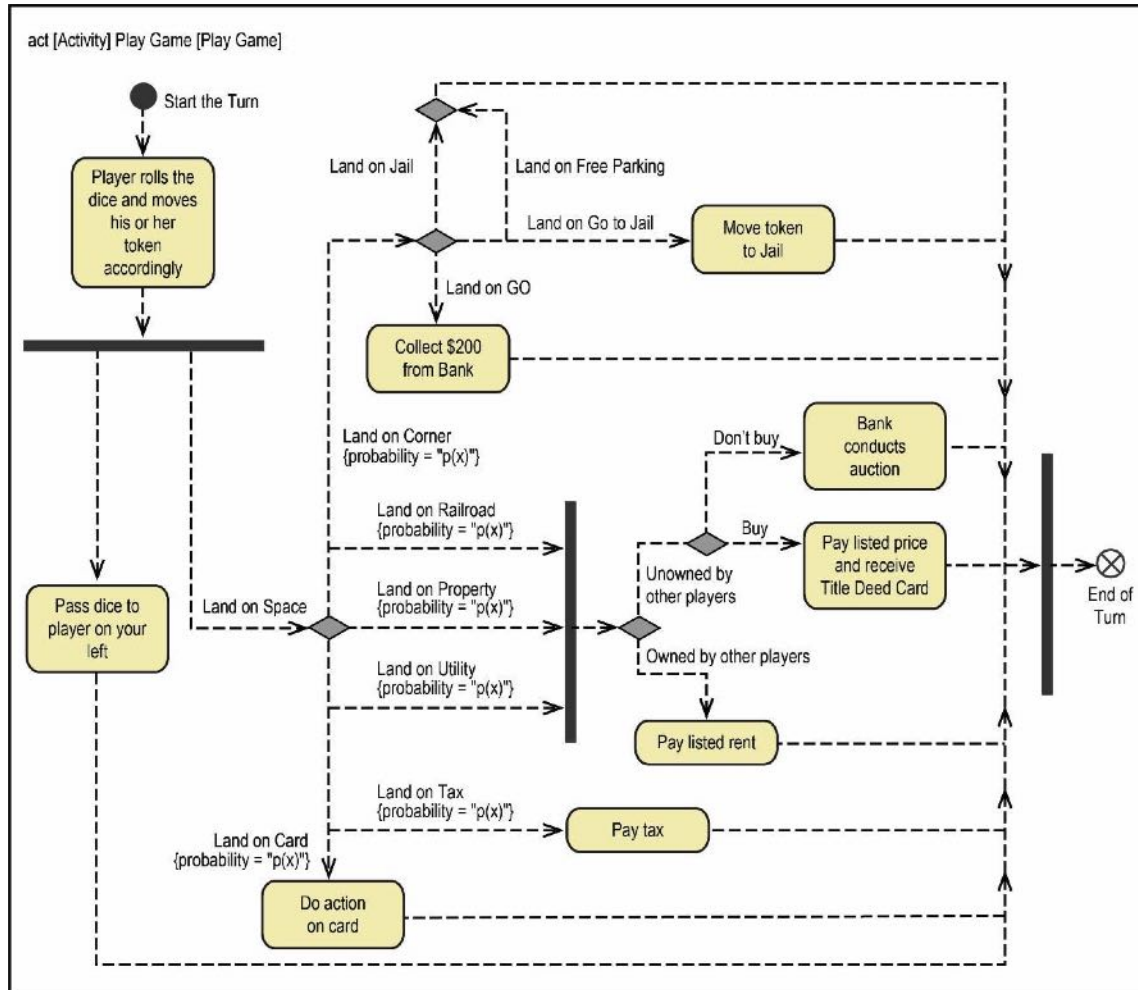 act [Activity] Play Game [Play Game]
Start the Turn
Player rolls the
dice and moves
his or her
token
accordingly
Land on Jail
Land on Free Parking
Land on Go to Jail
Move token
to Jail
Land on GO
Collect $200
from Bank
Land on Corner
{probability = "p(x)"}
Don't buy
Bank
conducts
auction
Land on Railroad
{probability = "p(x)"}
Buy
Pay listed price
and receive
Title Deed Card
Unowned by
other players
End of
Turn
Pass dice to
player on your
left
Land on Space
Land on Property
{probability = "p(x)"}
Owned by other players
Land on Utility
{probability = "p(x)"}
Pay listed rent
Land on Tax
{probability = "p(x)"}
Pay tax
Land on Card
{probability = "p(x)"}
Do action
on card